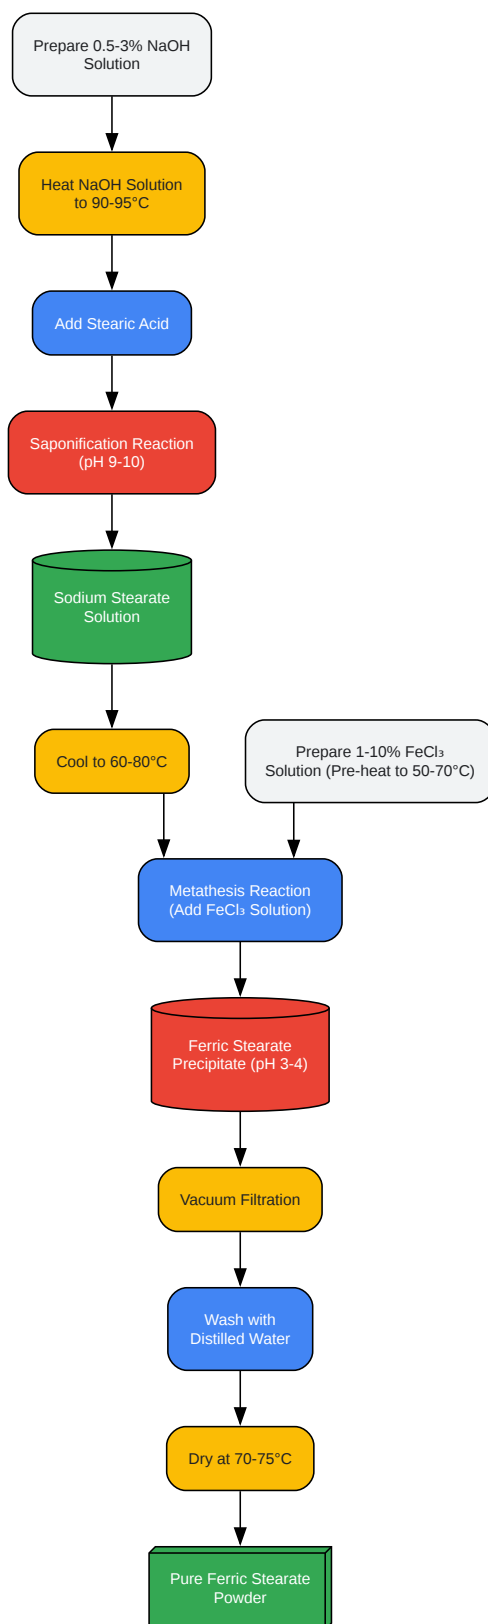 Prepare 0.5-3% NaOH
Solution
Heat NaOH Solution
to 90-95°C
Add Stearic Acid
Saponification Reaction
(pH 9-10)
Sodium Stearate
Solution
Cool to 60-80°C
Prepare 1-10% FeCl₃
Solution (Pre-heat to 50-70°C)
Metathesis Reaction
(Add FeCl₃ Solution)
Ferric Stearate
Precipitate (pH 3-4)
Vacuum Filtration
Wash with
Distilled Water
Dry at 70-75°C
Pure Ferric Stearate
Powder